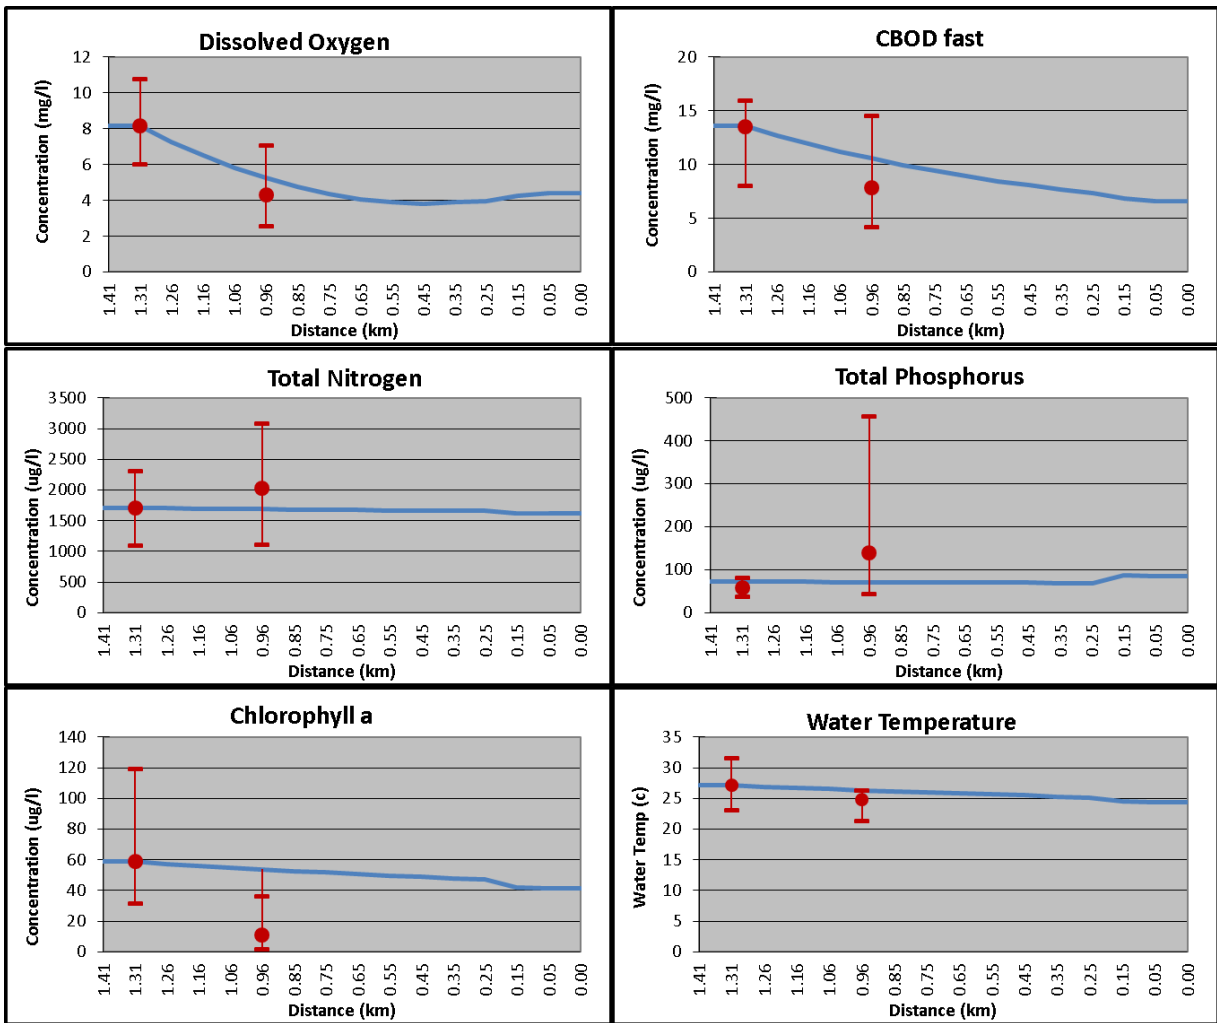 Dissolved Oxygen
Concentration (mg/l)
12
10
8
6
4
2
0
1.41 1.31 1.26 1.16 1.06 0.96 0.85 0.75 0.65 0.55 0.45 0.35 0.25 0.15 0.05 0.00
Distance (km)
CBOD fast
Concentration (mg/l)
20
15
10
5
0
1.41 1.31 1.26 1.16 1.06 0.96 0.85 0.75 0.65 0.55 0.45 0.35 0.25 0.15 0.05 0.00
Distance (km)
Total Nitrogen
Concentration (ug/l)
3500
3000
2500
2000
1500
1000
500
0
1.41 1.31 1.26 1.16 1.06 0.96 0.85 0.75 0.65 0.55 0.45 0.35 0.25 0.15 0.05 0.00
Distance (km)
Total Phosphorus
Concentration (ug/l)
500
400
300
200
100
0
1.41 1.31 1.26 1.16 1.06 0.96 0.85 0.75 0.65 0.55 0.45 0.35 0.25 0.15 0.05 0.00
Distance (km)
Chlorophyll a
Concentration (ug/l)
140
120
100
80
60
40
20
0
1.41 1.31 1.26 1.16 1.06 0.96 0.85 0.75 0.65 0.55 0.45 0.35 0.25 0.15 0.05 0.00
Distance (km)
Water Temperature
Water Temp (c)
35
30
25
20
15
10
5
0
1.41 1.31 1.26 1.16 1.06 0.96 0.85 0.75 0.65 0.55 0.45 0.35 0.25 0.15 0.05 0.00
Distance (km)